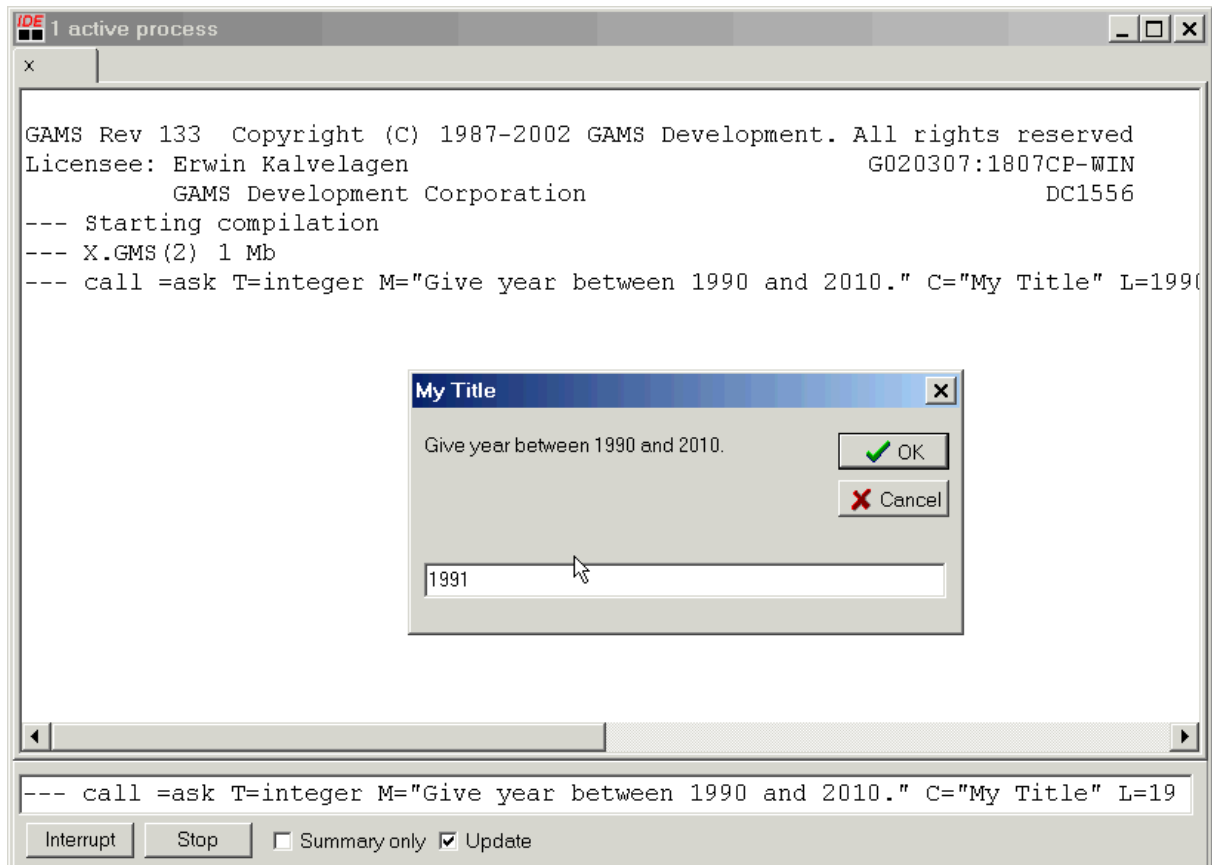 IDE 1 active process
x
GAMS Rev 133  Copyright (C) 1987-2002 GAMS Development. All rights reserved
Licensee: Erwin Kalvelagen                               G020307:1807CP-WIN
          GAMS Development Corporation                               DC1556
--- Starting compilation
--- X.GMS(2) 1 Mb
--- call =ask T=integer M="Give year between 1990 and 2010." C="My Title" L=1990
My Title
Give year between 1990 and 2010.
OK
Cancel
1991
--- call =ask T=integer M="Give year between 1990 and 2010." C="My Title" L=19
Interrupt Stop Summary only Update